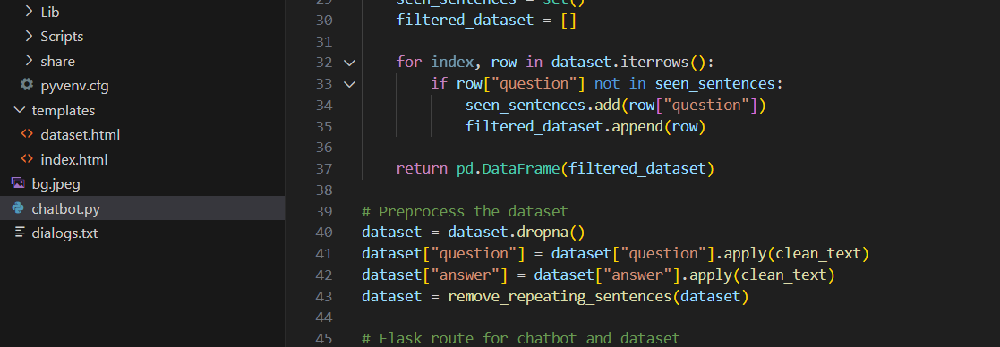 Lib
Scripts
share
pyvenv.cfg
templates
dataset.html
index.html
bg.jpeg
chatbot.py
dialogs.txt
29 seen_sentences = set()
30 filtered_dataset = []
31
32 for index, row in dataset.iterrows():
33 if row["question"] not in seen_sentences:
34 seen_sentences.add(row["question"])
35 filtered_dataset.append(row)
36
37 return pd.DataFrame(filtered_dataset)
38
39 # Preprocess the dataset
40 dataset = dataset.dropna()
41 dataset["question"] = dataset["question"].apply(clean_text)
42 dataset["answer"] = dataset["answer"].apply(clean_text)
43 dataset = remove_repeating_sentences(dataset)
44
45 # Flask route for chatbot and dataset